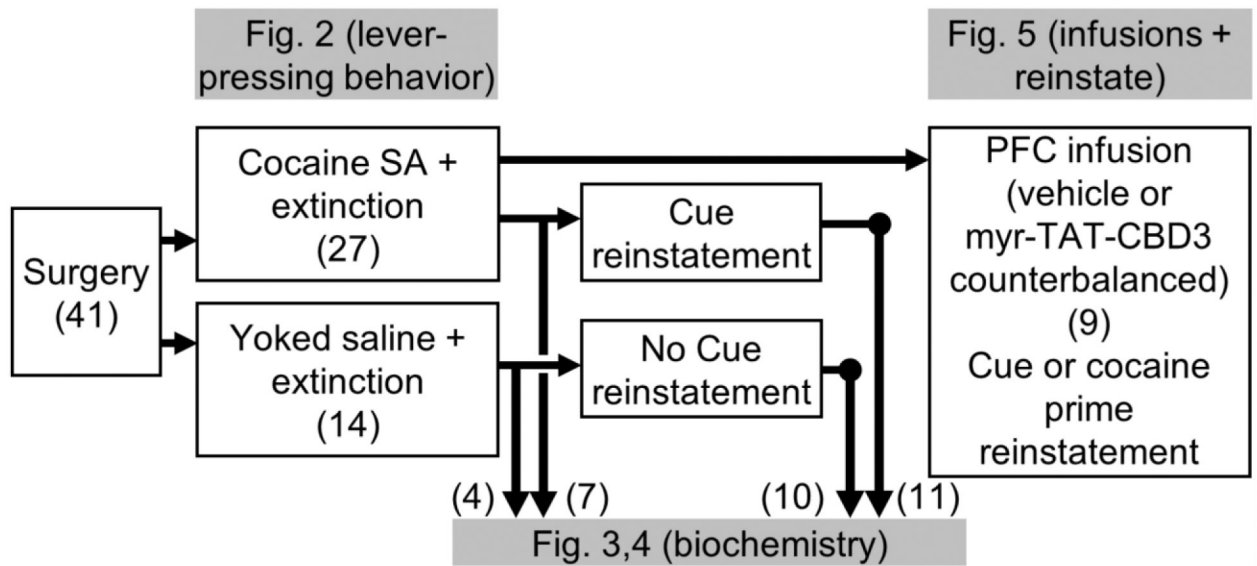 Fig. 2 (lever-
pressing behavior)
Fig. 5 (infusions +
reinstate)
Surgery
(41)
Cocaine SA +
extinction
(27)
Yoked saline +
extinction
(14)
Cue
reinstatement
No Cue
reinstatement
PFC infusion
(vehicle or
myr-TAT-CBD3
counterbalanced)
(9)
Cue or cocaine
prime
reinstatement
(4) (7) (10) (11)
Fig. 3,4 (biochemistry)